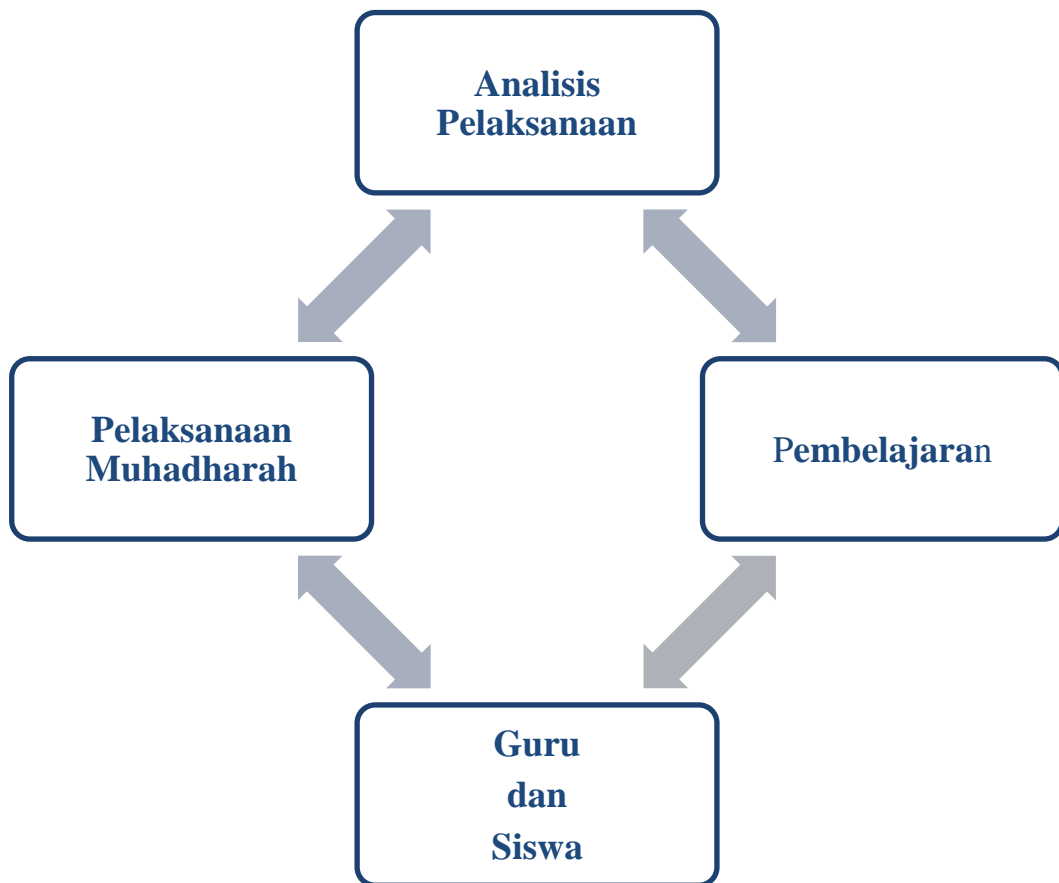 Analisis
Pelaksanaan
Pelaksanaan
Muhadharah
Pembelajaran
Guru
dan
Siswa